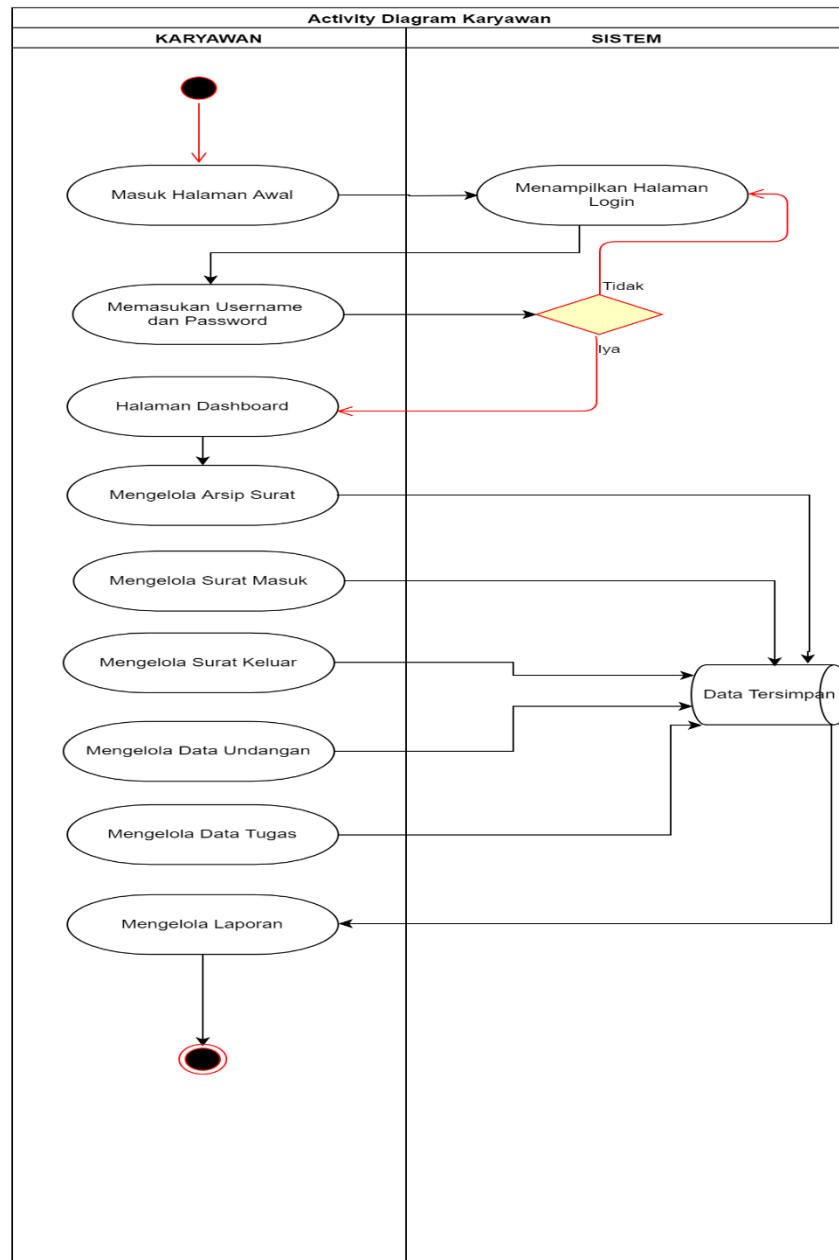 Activity Diagram Karyawan
KARYAWAN
SISTEM
Masuk Halaman Awal
Menampilkan Halaman
Login
Tidak
Memasukan Username
dan Password
Iya
Halaman Dashboard
Mengelola Arsip Surat
Mengelola Surat Masuk
Mengelola Surat Keluar
Data Tersimpan
Mengelola Data Undangan
Mengelola Data Tugas
Mengelola Laporan